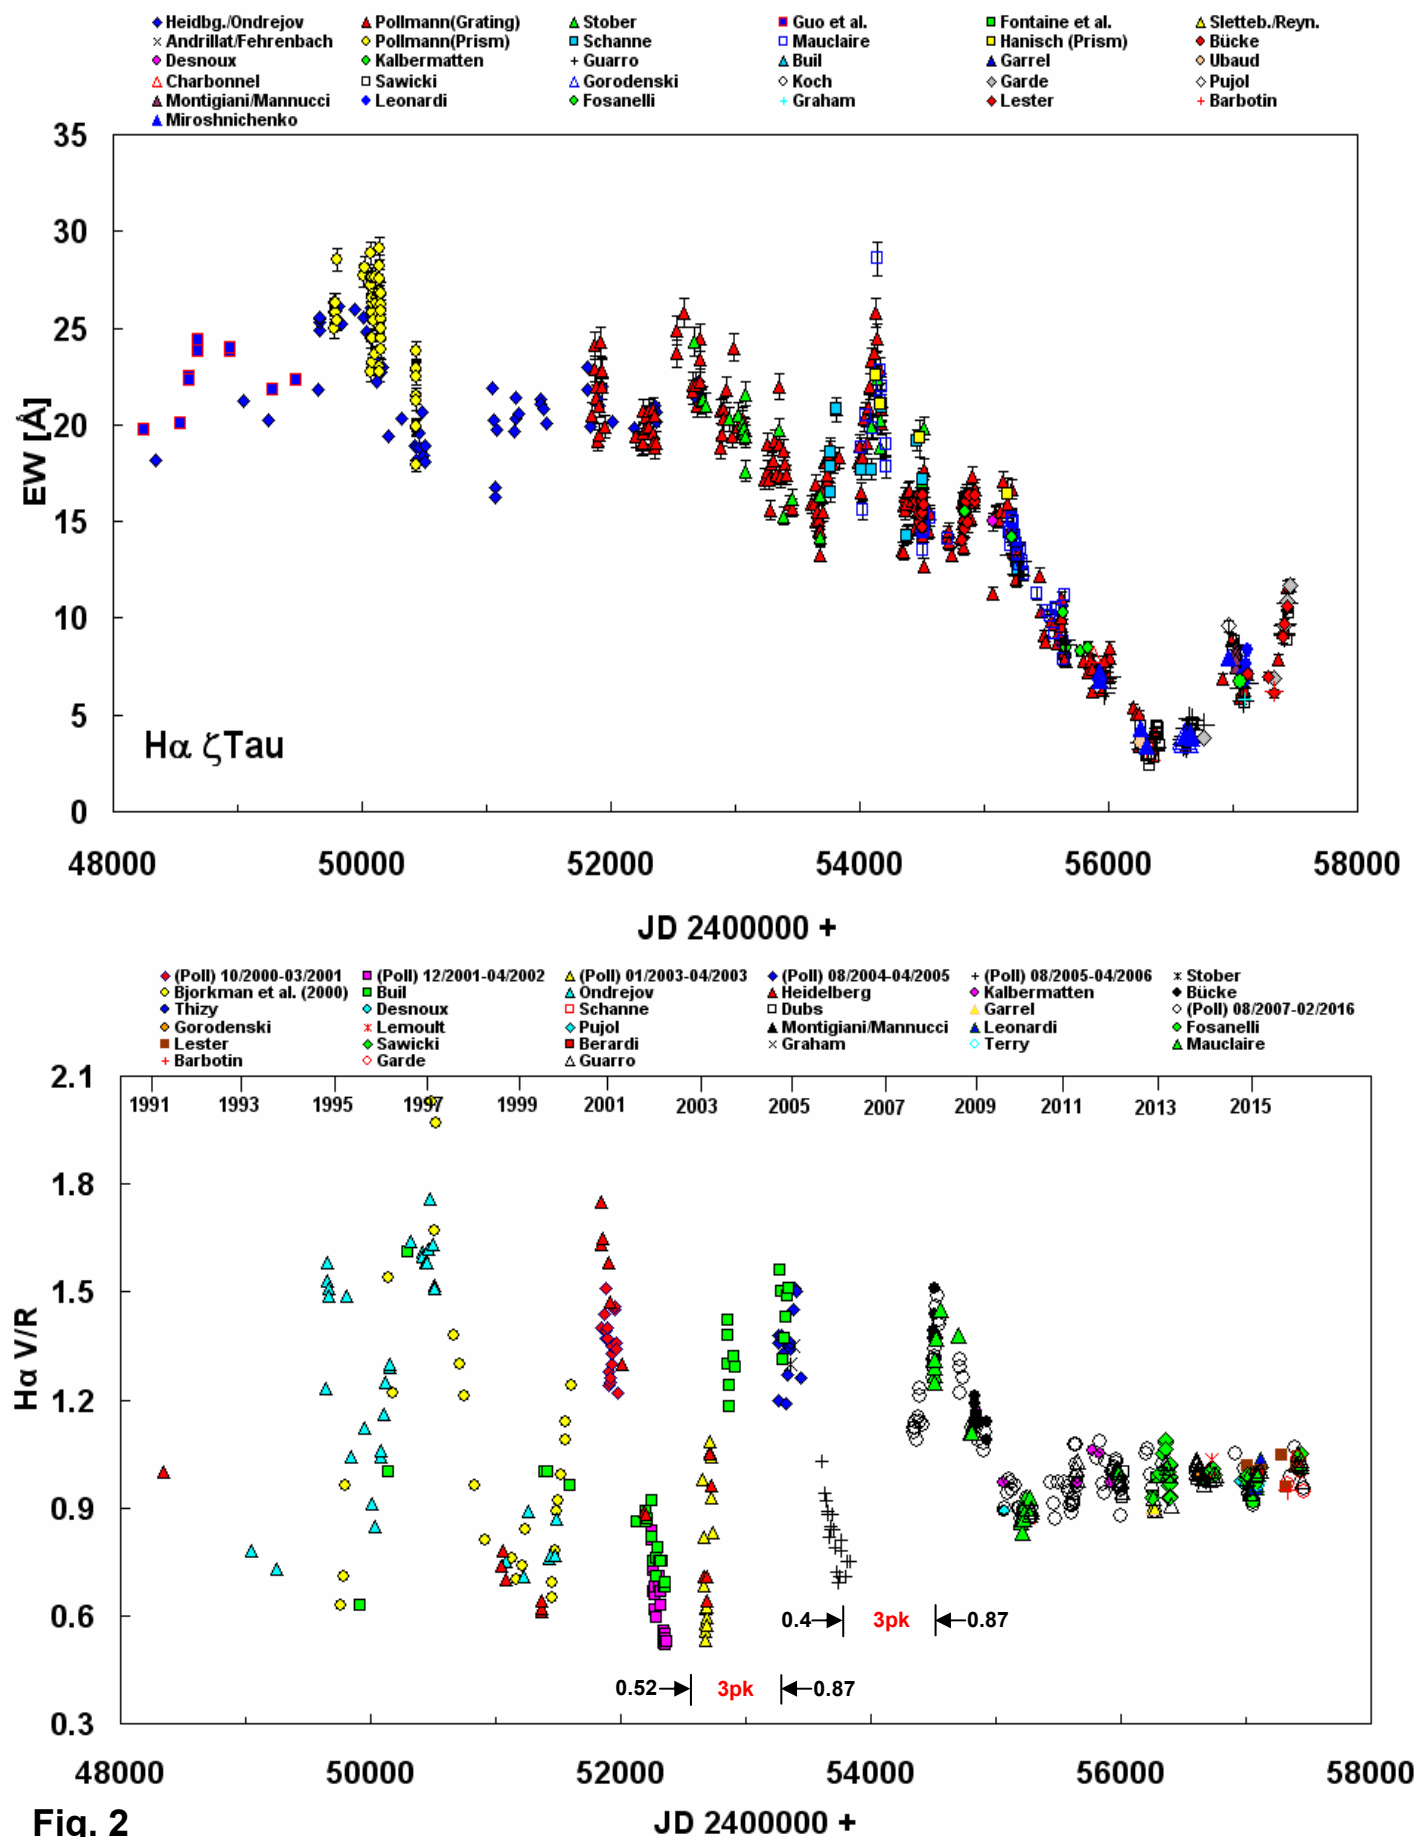 Heidbg./Ondrejov Pollmann(Grating) Stober Guo et al. Fontaine et al. Sletteb./Reyn.
Andrillat/Fehrenbach Pollmann(Prism) Schanne Mauclaire Hanisch (Prism) Bücke
Desnoux Kalbermatten Guarro Buil Garrel Ubaud
Charbonnel Sawicki Gorodenski Koch Garde Pujol
Montigiani/Mannucci Leonardi Fosanelli Graham Lester Barbotin
Miroshnichenko
35
30
25
20
15
10
5
0
EW [Å]
Hα ζTau
48000 50000 52000 54000 56000 58000
JD 2400000 +
(Poll) 10/2000-03/2001 (Poll) 12/2001-04/2002 (Poll) 01/2003-04/2003 (Poll) 08/2004-04/2005 (Poll) 08/2005-04/2006 Stober
Bjorkman et al. (2000) Buil Ondrejov Heidelberg Kalbermatten Bücke
Thizy Desnoux Schanne Dubs Garrel (Poll) 08/2007-02/2016
Gorodenski Lemoult Pujol Montigiani/Mannucci Leonardi Fosanelli
Lester Sawicki Berardi Graham Terry Mauclaire
Barbotin Garde Guarro
2.1
1991 1993 1995 1997 1999 2001 2003 2005 2007 2009 2011 2013 2015
1.8
1.5
1.2
0.9
0.6
0.3
Hα V/R
0.4 3pk 0.87
0.52 3pk 0.87
48000 50000 52000 54000 56000 58000
JD 2400000 +
Fig. 2